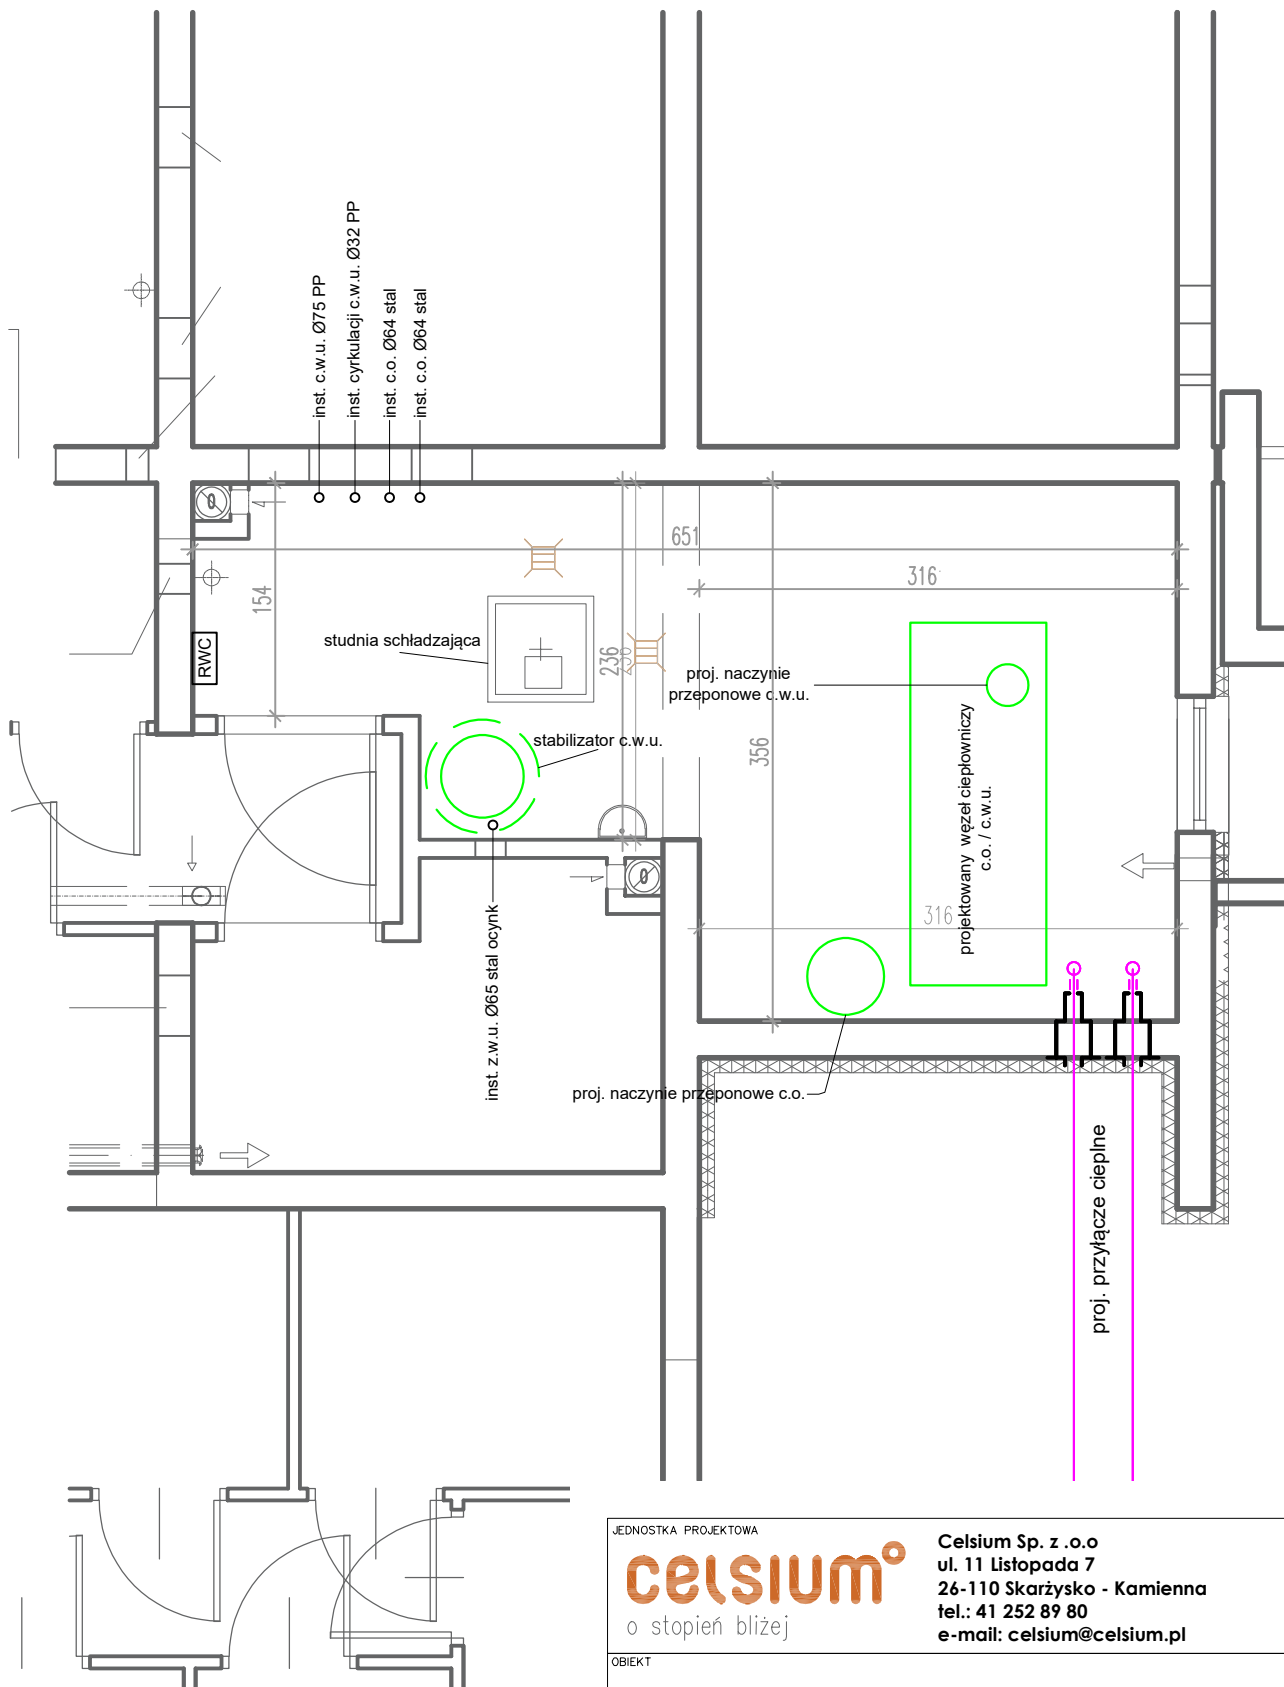 inst. c.w.u. Ø75 PP
inst. cyrkulacji c.w.u. Ø32 PP
inst. c.o. Ø64 stal
inst. c.o. Ø64 stal
651
316
154
RWC
studnia schładzająca
236
236
proj. naczynie
przeponowe c.w.u.
stabilizator c.w.u.
356
projektowany węzeł ciepłowniczy
c.o. / c.w.u.
316
inst. z.w.u. Ø65 stal ocynk
proj. naczynie przeponowe c.o.
proj. przyłącze cieplne
JEDNOSTKA PROJEKTOWA
celsium
o stopień bliżej
Celsium Sp. z .o.o
ul. 11 Listopada 7
26-110 Skarżysko - Kamienna
tel.: 41 252 89 80
e-mail: celsium@celsium.pl
OBIEKT